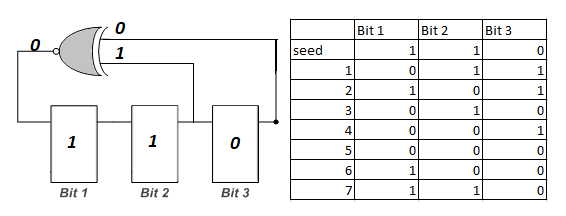 0
0
1
1
1
0
Bit 1
Bit 2
Bit 3
Bit 1 Bit 2 Bit 3
seed 1 1 0
1 0 1 1
2 1 0 1
3 0 1 0
4 0 0 1
5 0 0 0
6 1 0 0
7 1 1 0